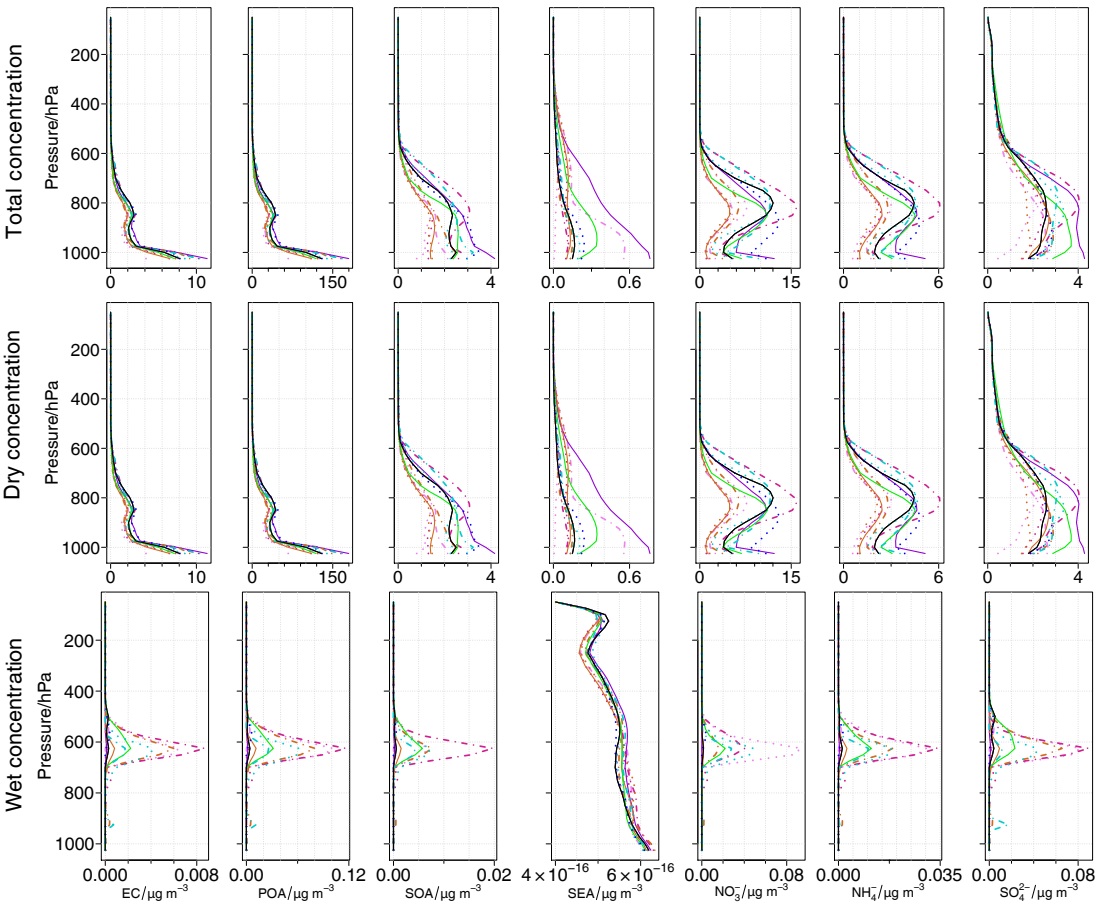 Total concentration
Pressure/hPa
200
400
600
800
1000
0 10
0 150
0 4
0.0 0.6
0 15
0 6
0 4
Dry concentration
Pressure/hPa
200
400
600
800
1000
0 10
0 150
0 4
0.0 0.6
0 15
0 6
0 4
Wet concentration
Pressure/hPa
200
400
600
800
1000
0.000 0.008
0.00 0.12
0.00 0.02
4 × 10⁻¹⁶ 6 × 10⁻¹⁶
0.00 0.08
0.000 0.035
0.00 0.08
EC/µg m⁻³
POA/µg m⁻³
SOA/µg m⁻³
SEA/µg m⁻³
NO₃⁻/µg m⁻³
NH₄⁻/µg m⁻³
SO₄²⁻/µg m⁻³